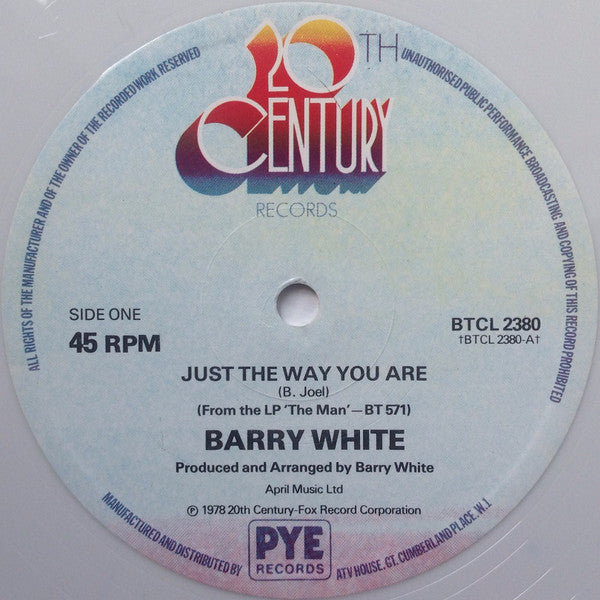 20TH
CENTURY
RECORDS
ALL RIGHTS OF THE MANUFACTURER AND OF THE OWNER OF THE RECORDED WORK RESERVED
UNAUTHORISED PUBLIC PERFORMANCE BROADCASTING AND COPYING OF THIS RECORD PROHIBITED
SIDE ONE
45 RPM
BTCL 2380
†BTCL 2380-A†
JUST THE WAY YOU ARE
(B. Joel)
(From the LP 'The Man'—BT 571)
BARRY WHITE
Produced and Arranged by Barry White
April Music Ltd
℗ 1978 20th Century-Fox Record Corporation
MANUFACTURED AND DISTRIBUTED BY
PYE
RECORDS
ATV HOUSE, GT. CUMBERLAND PLACE, W.1